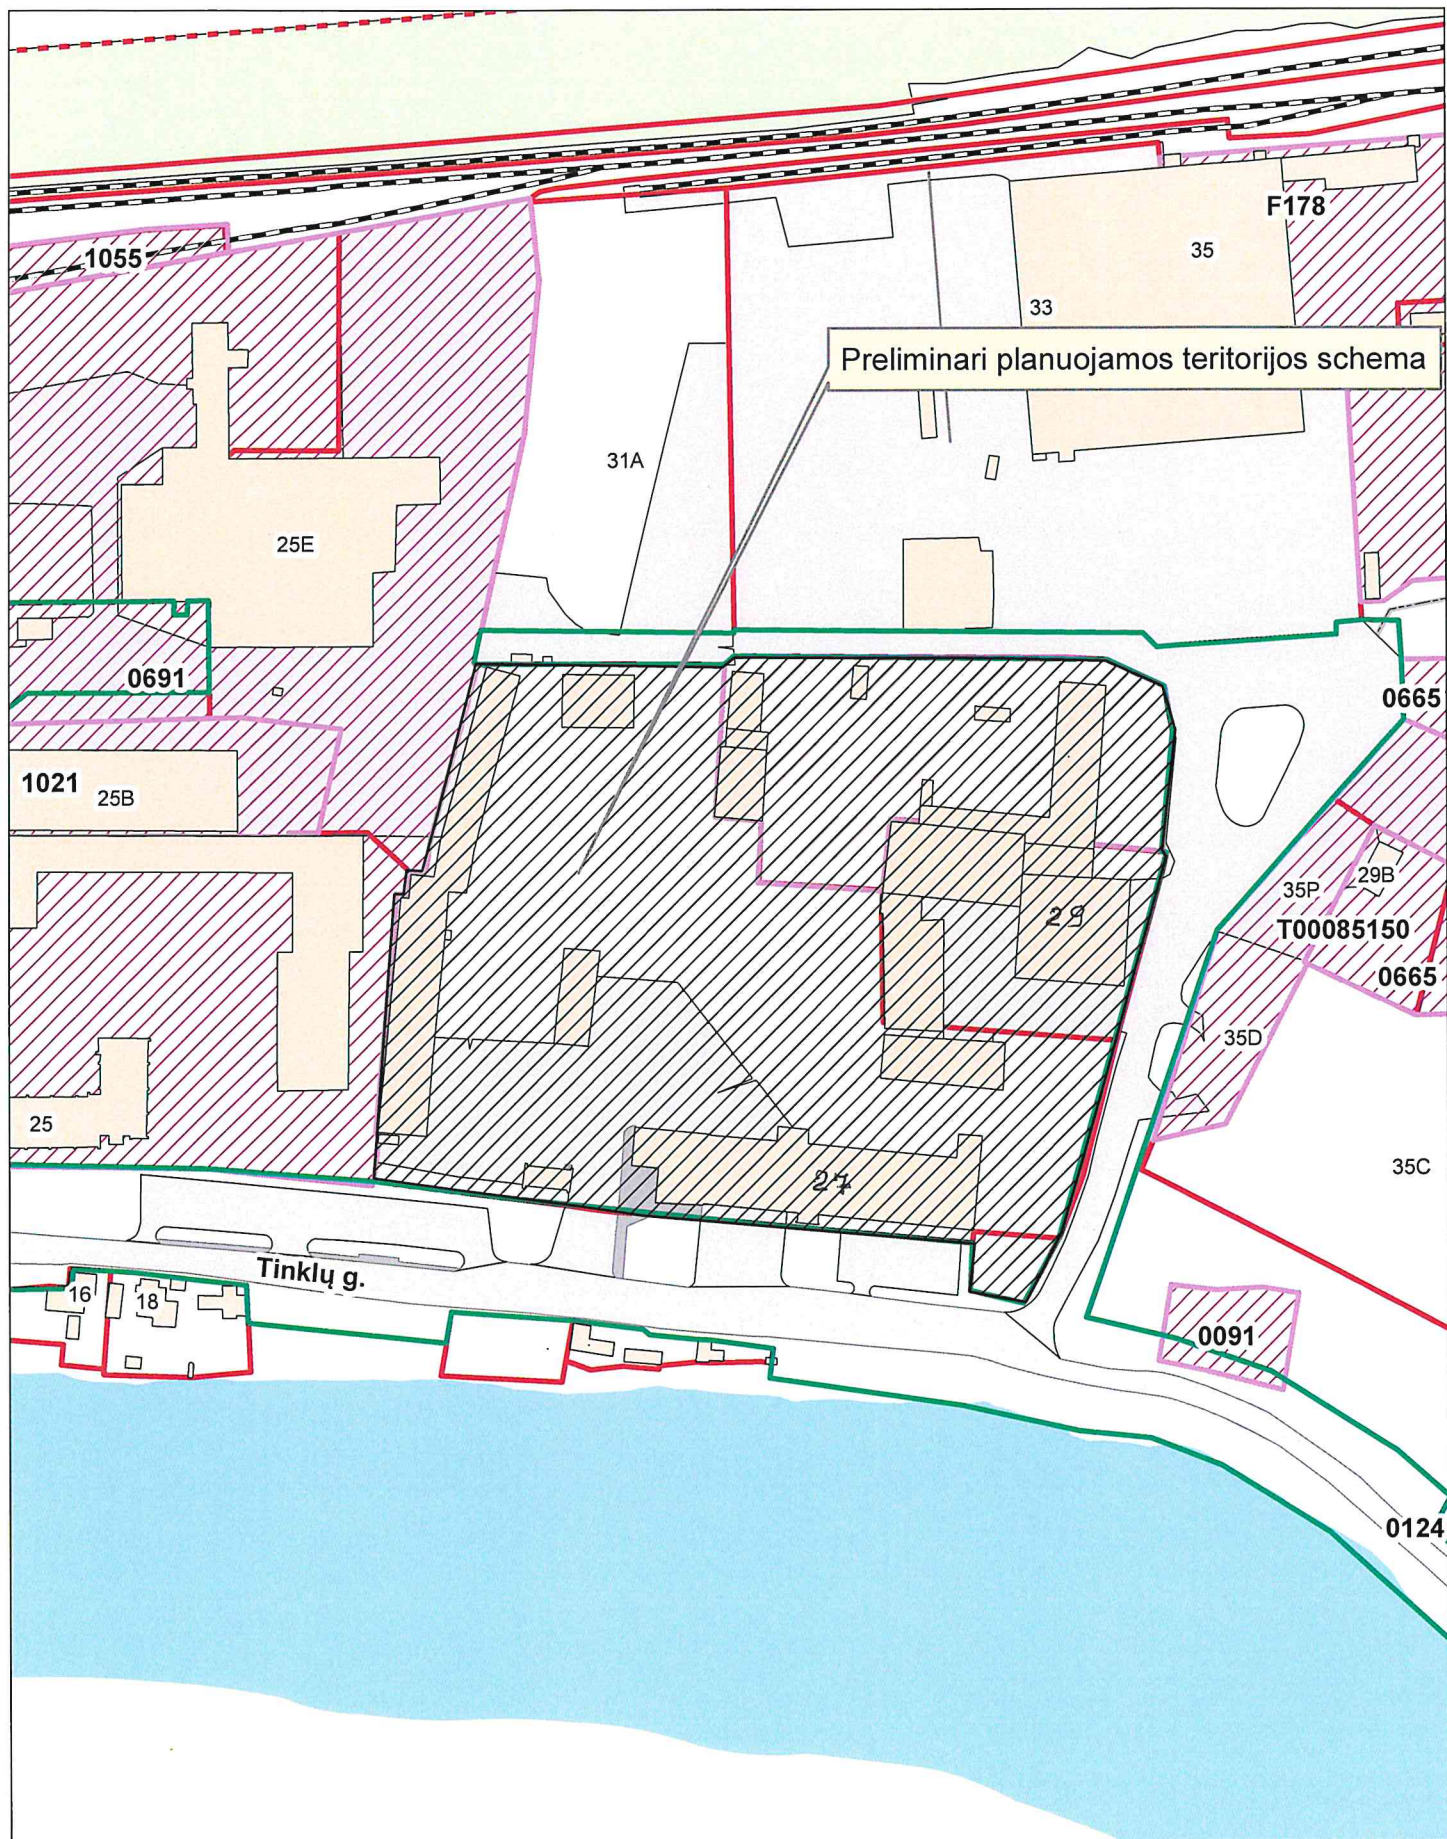 F178
35
1055
33
Preliminari planuojamos teritorijos schema
31A
25E
0691
0665
1021
25B
29B
35P
29
T00085150
0665
35D
25
35C
27
Tinklų g.
16
18
0091
0124